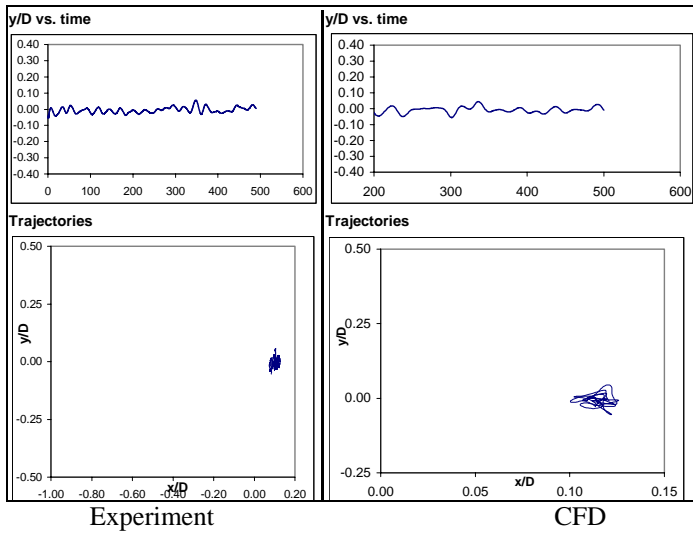 y/D vs. time
0.40
0.30
0.20
0.10
0.00
-0.10
-0.20
-0.30
-0.40
0 100 200 300 400 500 600
y/D vs. time
0.40
0.30
0.20
0.10
0.00
-0.10
-0.20
-0.30
-0.40
200 300 400 500 600
Trajectories
0.50
0.25
0.00
-0.25
-0.50
y/D
-1.00 -0.80 -0.60 -0.40 -0.20 0.00 0.20
x/D
Trajectories
0.50
0.25
0.00
-0.25
y/D
0.00 0.05 0.10 0.15
x/D
Experiment
CFD